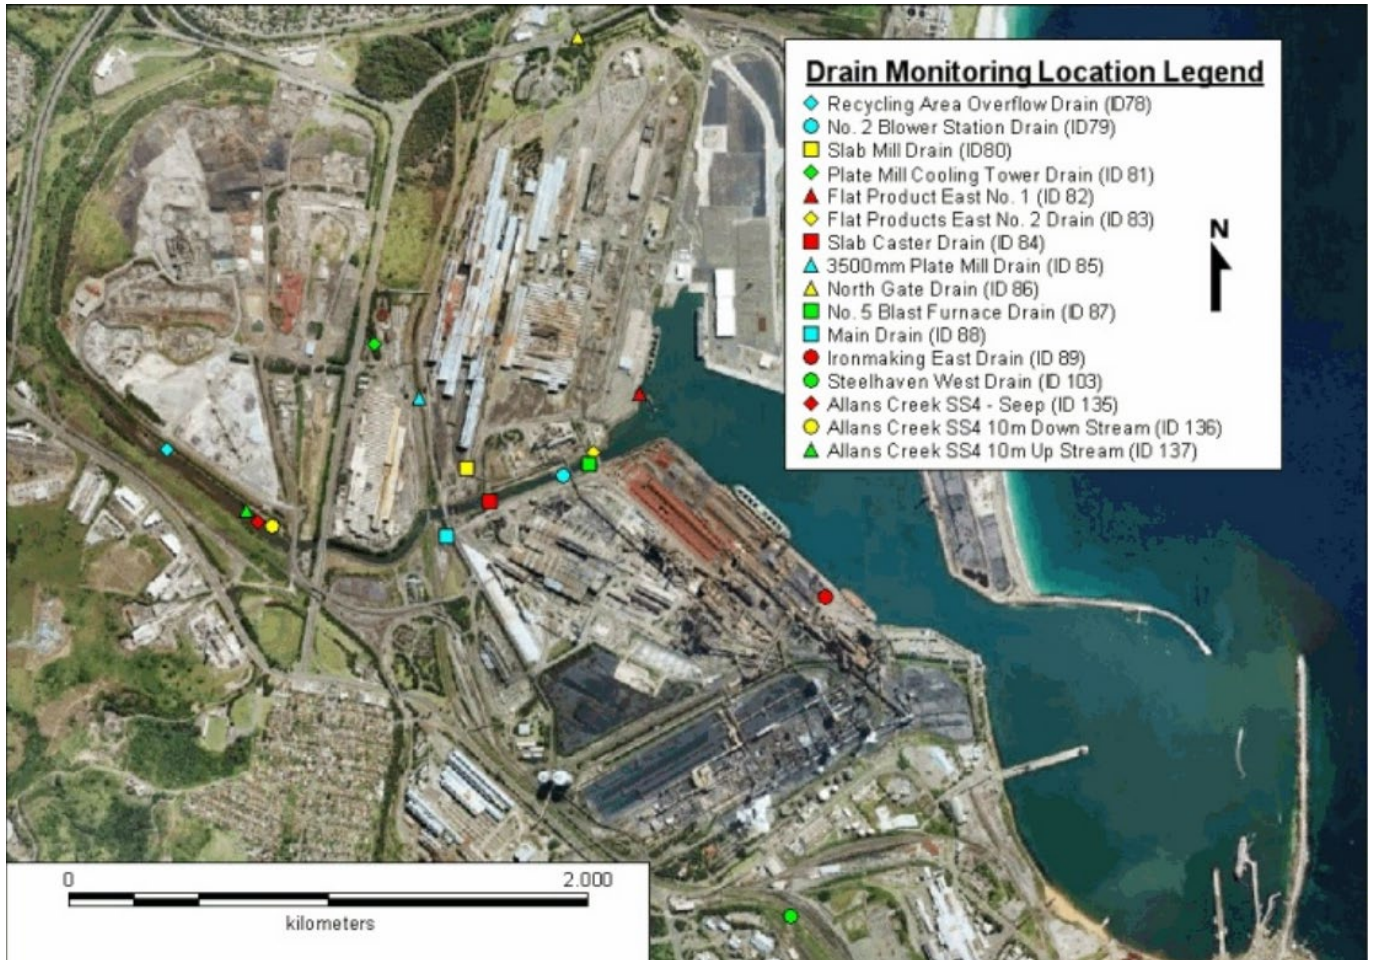 Drain Monitoring Location Legend
Recycling Area Overflow Drain (ID78)
No. 2 Blower Station Drain (ID79)
Slab Mill Drain (ID80)
Plate Mill Cooling Tower Drain (ID 81)
Flat Product East No. 1 (ID 82)
Flat Products East No. 2 Drain (ID 83)
Slab Caster Drain (ID 84)
3500mm Plate Mill Drain (ID 85)
North Gate Drain (ID 86)
No. 5 Blast Furnace Drain (ID 87)
Main Drain (ID 88)
Ironmaking East Drain (ID 89)
Steelhaven West Drain (ID 103)
Allans Creek SS4 - Seep (ID 135)
Allans Creek SS4 10m Down Stream (ID 136)
Allans Creek SS4 10m Up Stream (ID 137)
N
0 2.000
kilometers